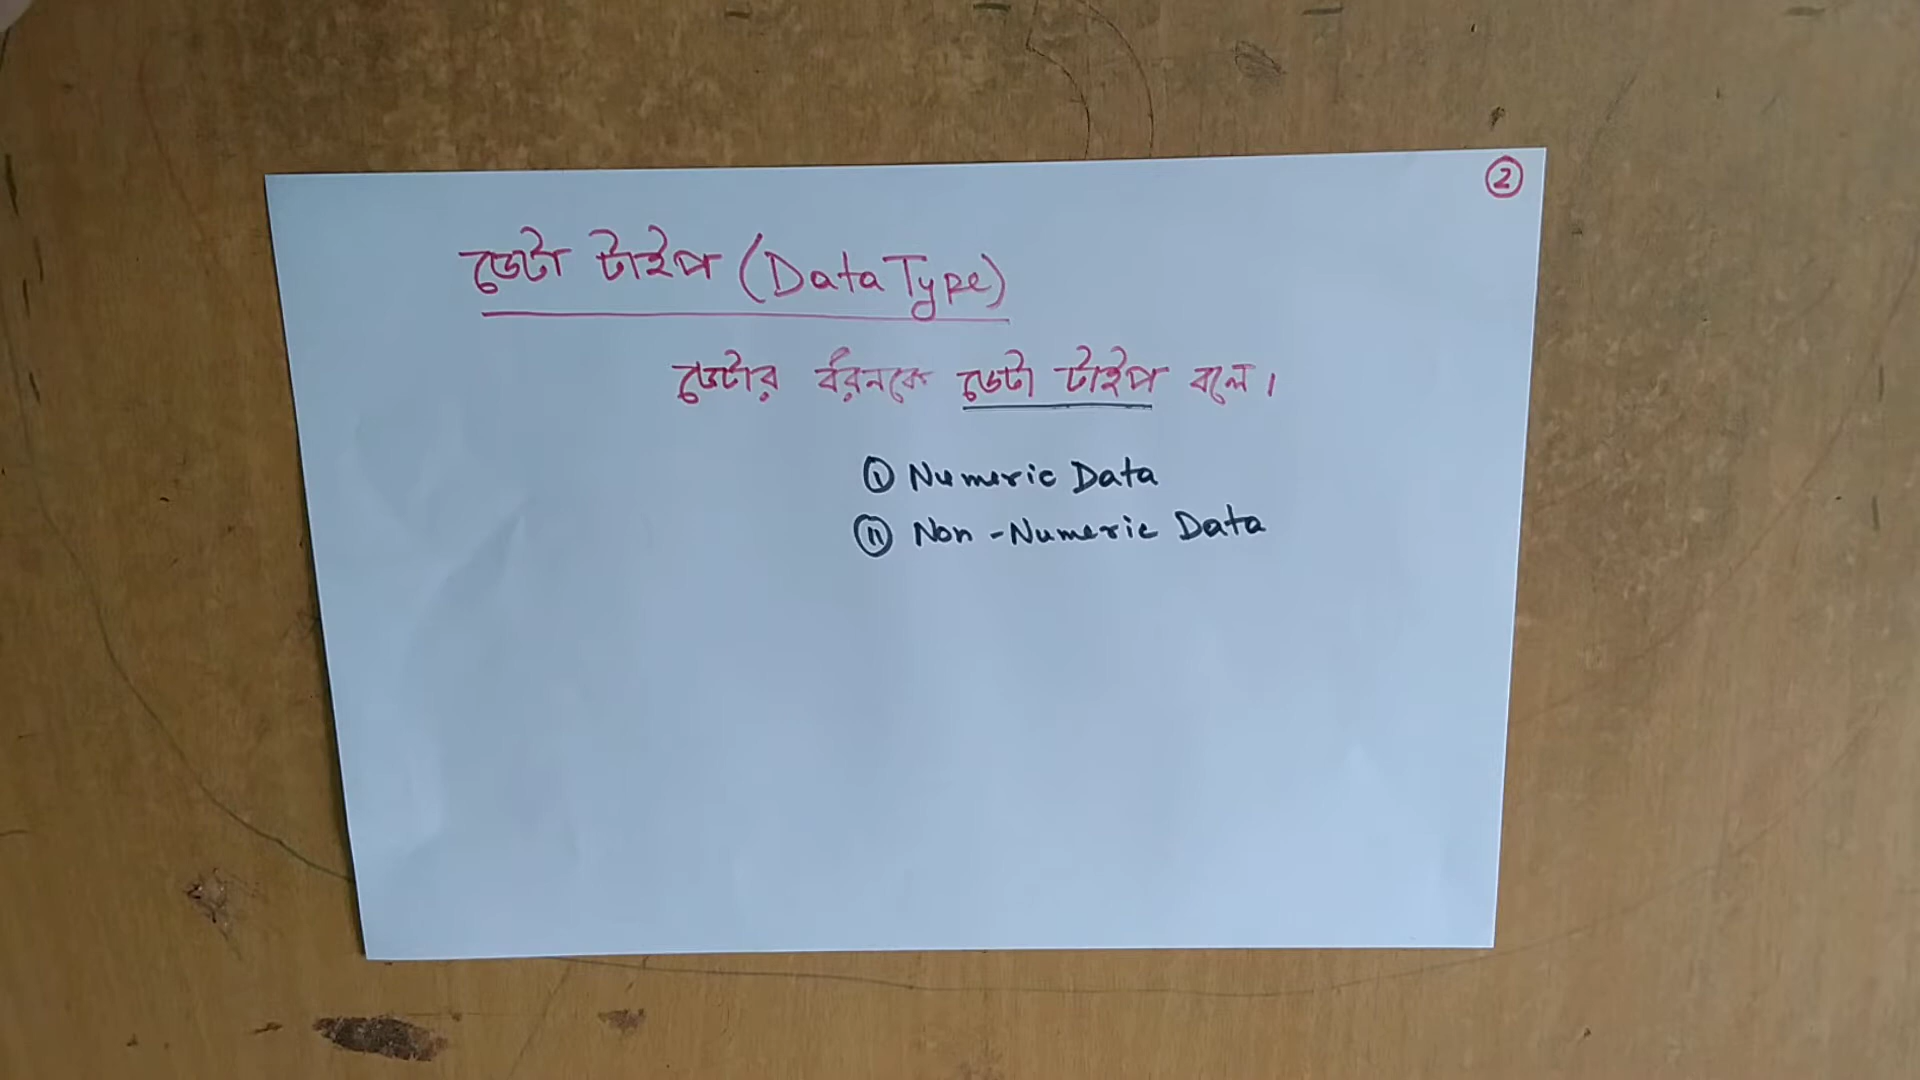 ②
ডেটা টাইপ (Data Type)
ডেটার ধরনকে ডেটা টাইপ বলে।
① Numeric Data
⑪ Non-Numeric Data